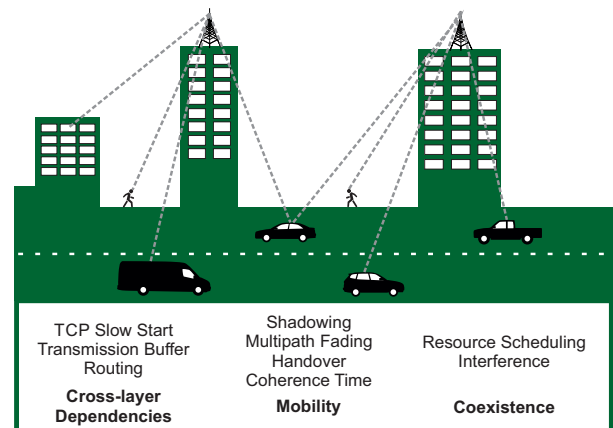 TCP Slow Start
Transmission Buffer
Routing
Cross-layer
Dependencies
Shadowing
Multipath Fading
Handover
Coherence Time
Mobility
Resource Scheduling
Interference
Coexistence